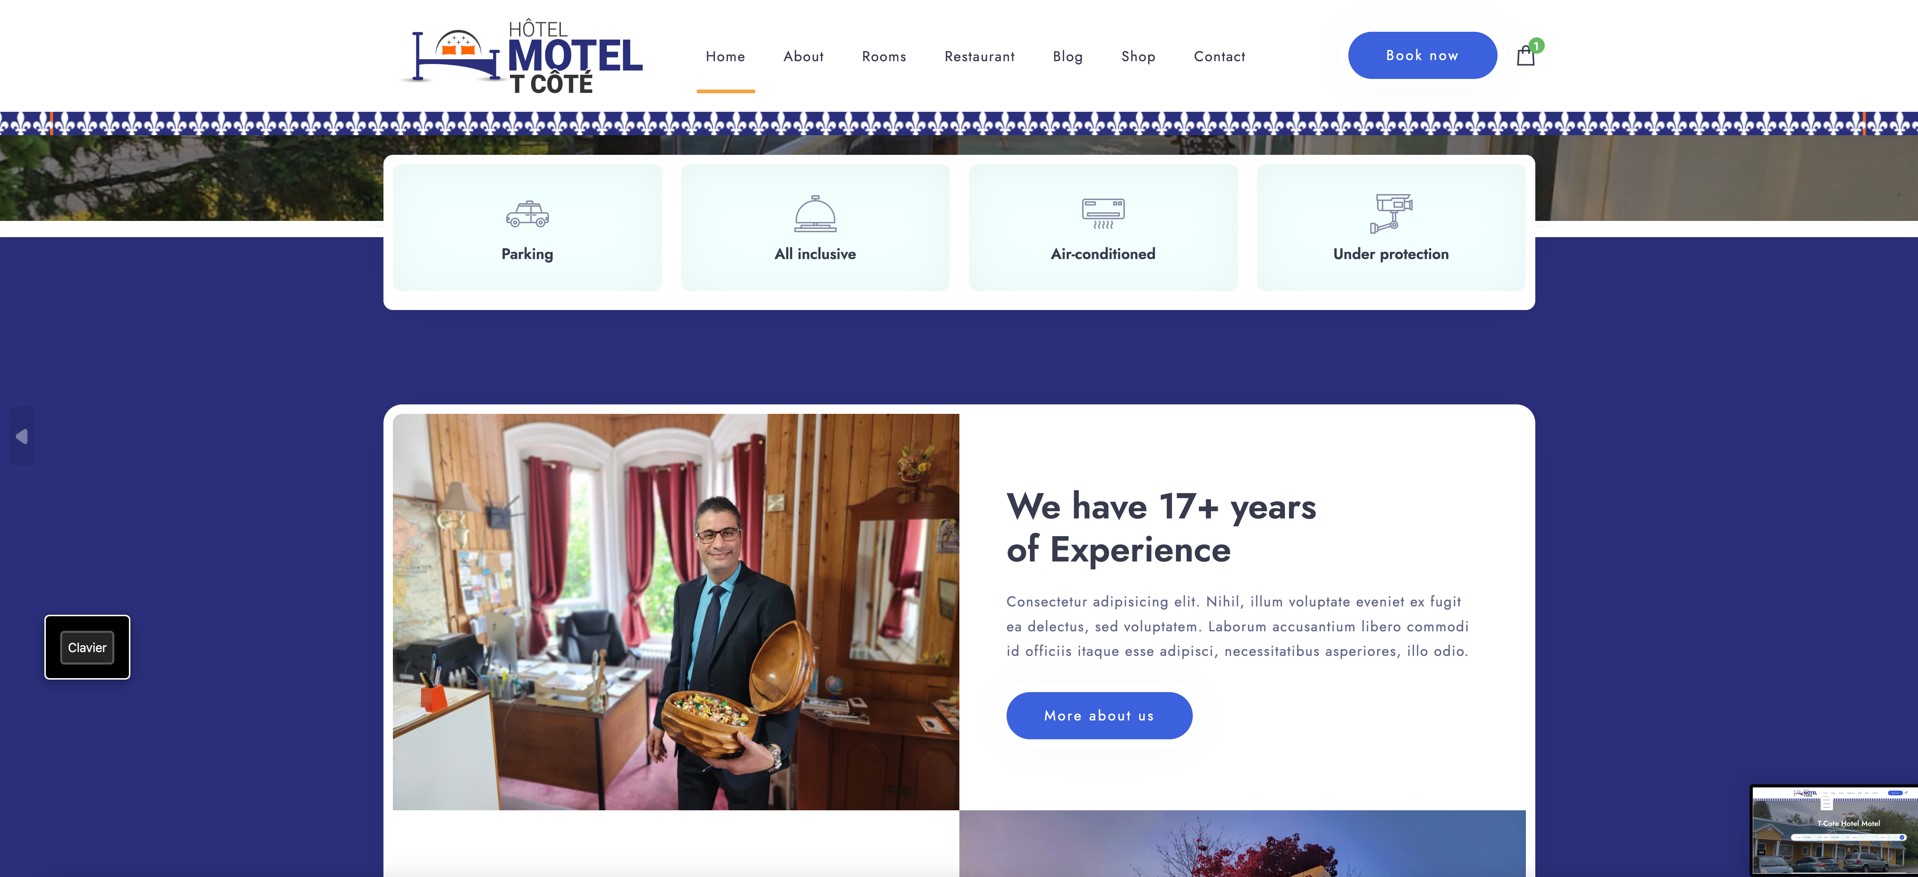 HÔTEL
MOTEL
T CÔTÉ
Home About Rooms Restaurant Blog Shop Contact
Book now
1
Parking
All inclusive
Air-conditioned
Under protection
We have 17+ years
of Experience
Consectetur adipisicing elit. Nihil, illum voluptate eveniet ex fugit
ea delectus, sed voluptatem. Laborum accusantium libero commodi
id officiis itaque esse adipisci, necessitatibus asperiores, illo odio.
More about us
Clavier
T Cote Hotel Motel